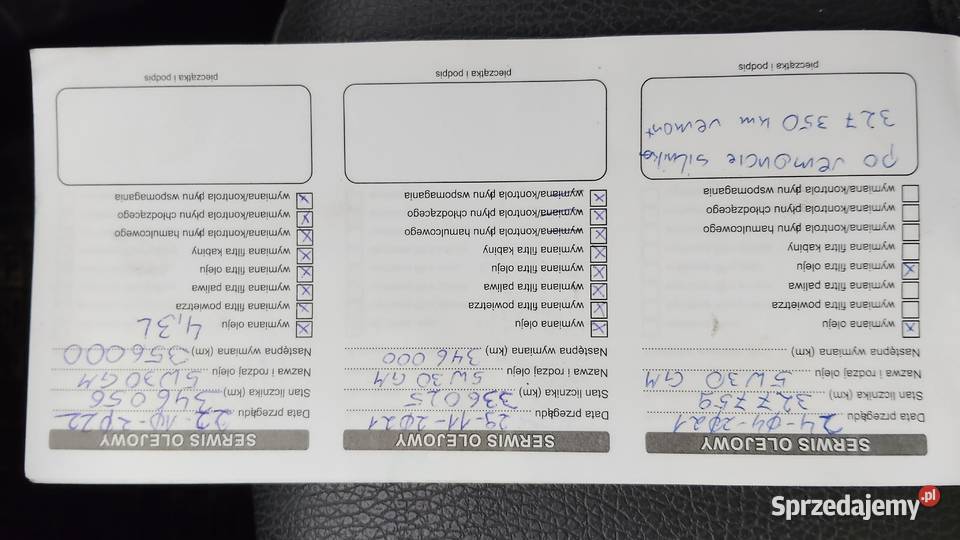 SERWIS OLEJOWY
Data przeglądu 24-04-2021
Stan licznika (km) 327759
Nazwa i rodzaj oleju 5W30 GM
Następna wymiana (km)
wymiana oleju
wymiana filtra powietrza
wymiana filtra paliwa
wymiana filtra oleju
wymiana filtra kabiny
wymiana/kontrola płynu hamulcowego
wymiana/kontrola płynu chłodzącego
wymiana/kontrola płynu wspomagania
po remoncie silnika
327 350 km remont
pieczątka i podpis
SERWIS OLEJOWY
Data przeglądu 29-11-2021
Stan licznika (km) 336025
Nazwa i rodzaj oleju 5W30 GM
Następna wymiana (km) 346 000
wymiana oleju
wymiana filtra powietrza
wymiana filtra paliwa
wymiana filtra oleju
wymiana filtra kabiny
wymiana/kontrola płynu hamulcowego
wymiana/kontrola płynu chłodzącego
wymiana/kontrola płynu wspomagania
pieczątka i podpis
SERWIS OLEJOWY
Data przeglądu
Stan licznika (km) 346 056
Nazwa i rodzaj oleju 5W30 GM
Następna wymiana (km) 356000
wymiana oleju 4,3L
wymiana filtra powietrza
wymiana filtra paliwa
wymiana filtra oleju
wymiana filtra kabiny
wymiana/kontrola płynu hamulcowego
wymiana/kontrola płynu chłodzącego
wymiana/kontrola płynu wspomagania
pieczątka i podpis
Sprzedajemy.pl